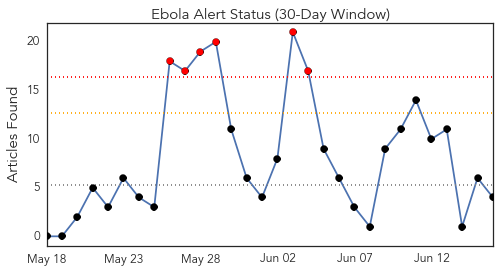 Ebola Alert Status (30-Day Window)
Articles Found
20
15
10
5
0
May 18 May 23 May 28 Jun 02 Jun 07 Jun 12